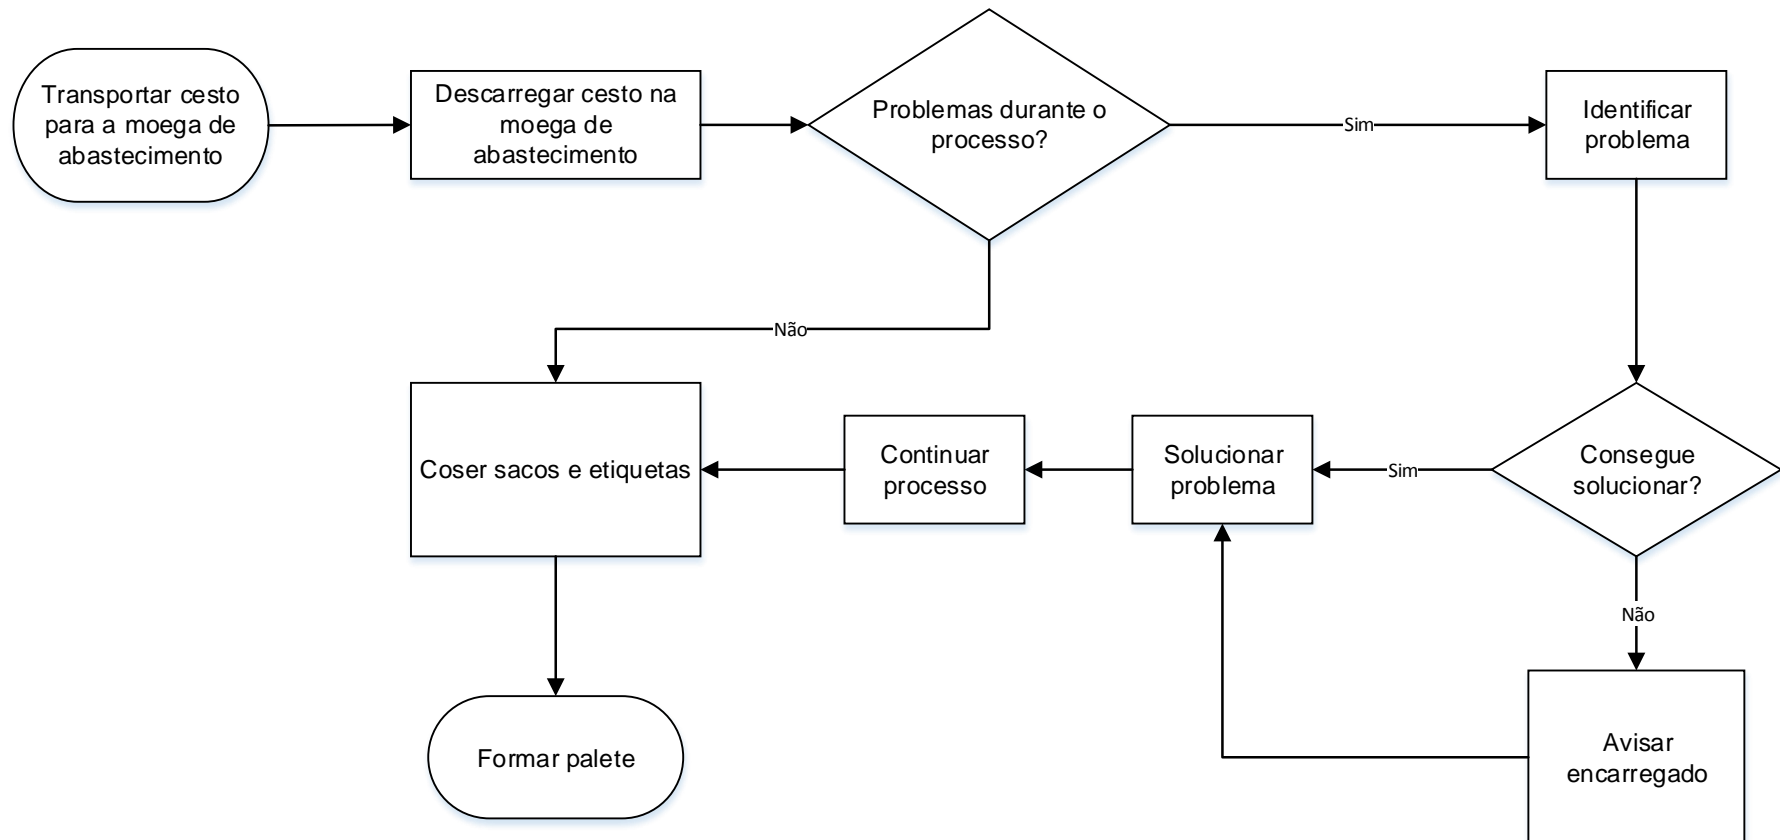 Transportar cesto
para a moega de
abastecimento
Descarregar cesto na
moega de
abastecimento
Problemas durante o
processo?
Sim
Identificar
problema
Não
Coser sacos e etiquetas
Continuar
processo
Solucionar
problema
Sim
Consegue
solucionar?
Não
Formar palete
Avisar
encarregado